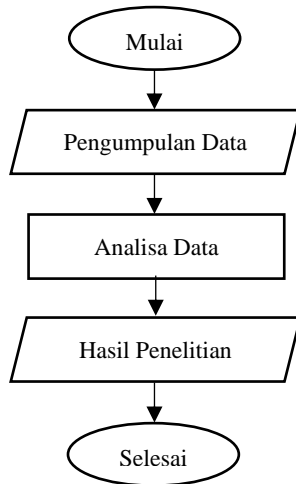 Mulai
Pengumpulan Data
Analisa Data
Hasil Penelitian
Selesai